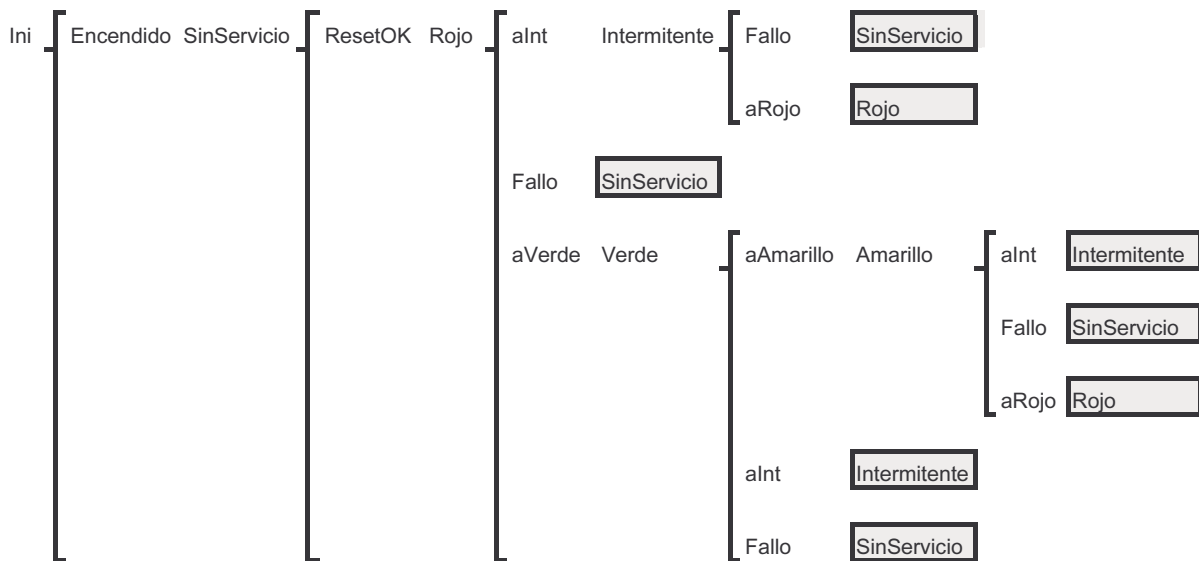 Ini Encendido SinServicio ResetOK Rojo aInt Intermitente Fallo SinServicio
aRojo Rojo
Fallo SinServicio
aVerde Verde aAmarillo Amarillo aInt Intermitente
Fallo SinServicio
aRojo Rojo
aInt Intermitente
Fallo SinServicio